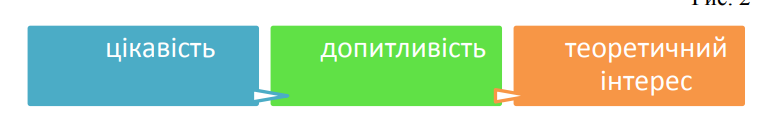 Рис. 2
цікавість
допитливість
теоретичний
інтерес